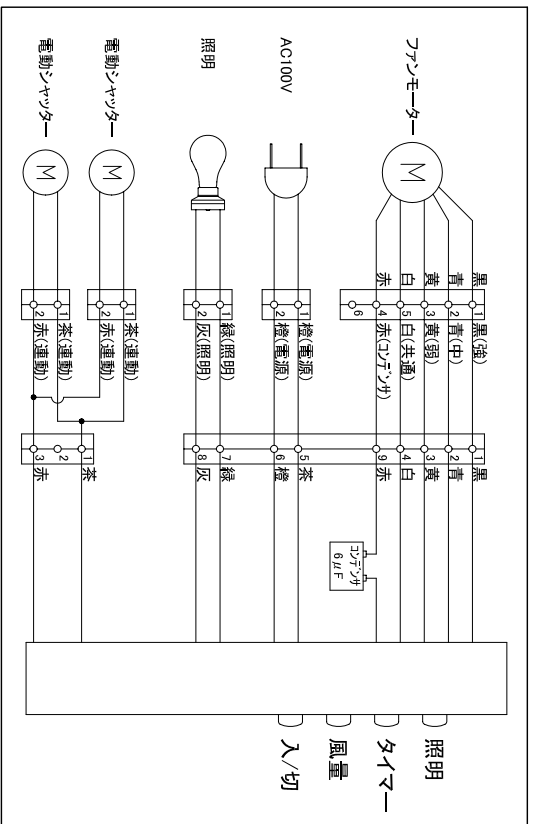 電動シャッター
電動シャッター
照明
AC100V
ファンモーター
M
M
M
1 茶(連動)
2 赤(連動)
1 茶(連動)
2 赤(連動)
1 緑(照明)
2 灰(照明)
1 橙(電源)
2 橙(電源)
黒 1 黒(強)
青 2 青(中)
黄 3 黄(弱)
白 5 白(共通)
赤 4 赤(コンデンサ)
6
1 茶
2
3 赤
7 緑
8 灰
5 茶
6 橙
1 黒
2 青
3 黄
4 白
9 赤
コンデンサ
6μF
照明
タイマー
風量
入/切